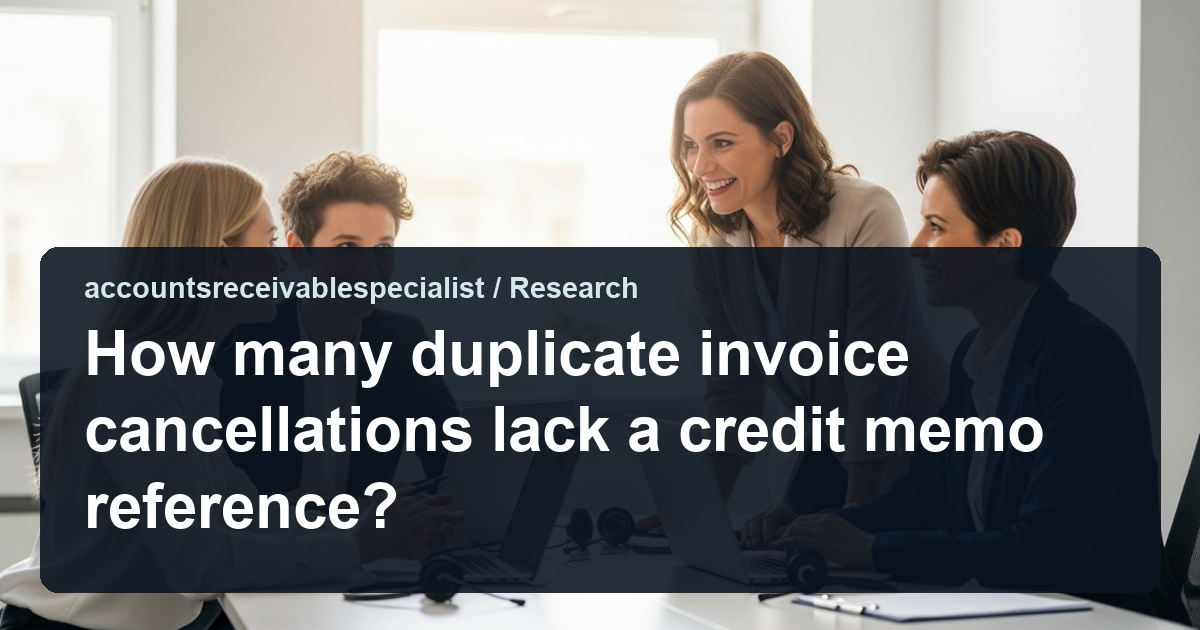 accountsreceivablespecialist / Research
How many duplicate invoice
cancellations lack a credit memo
reference?